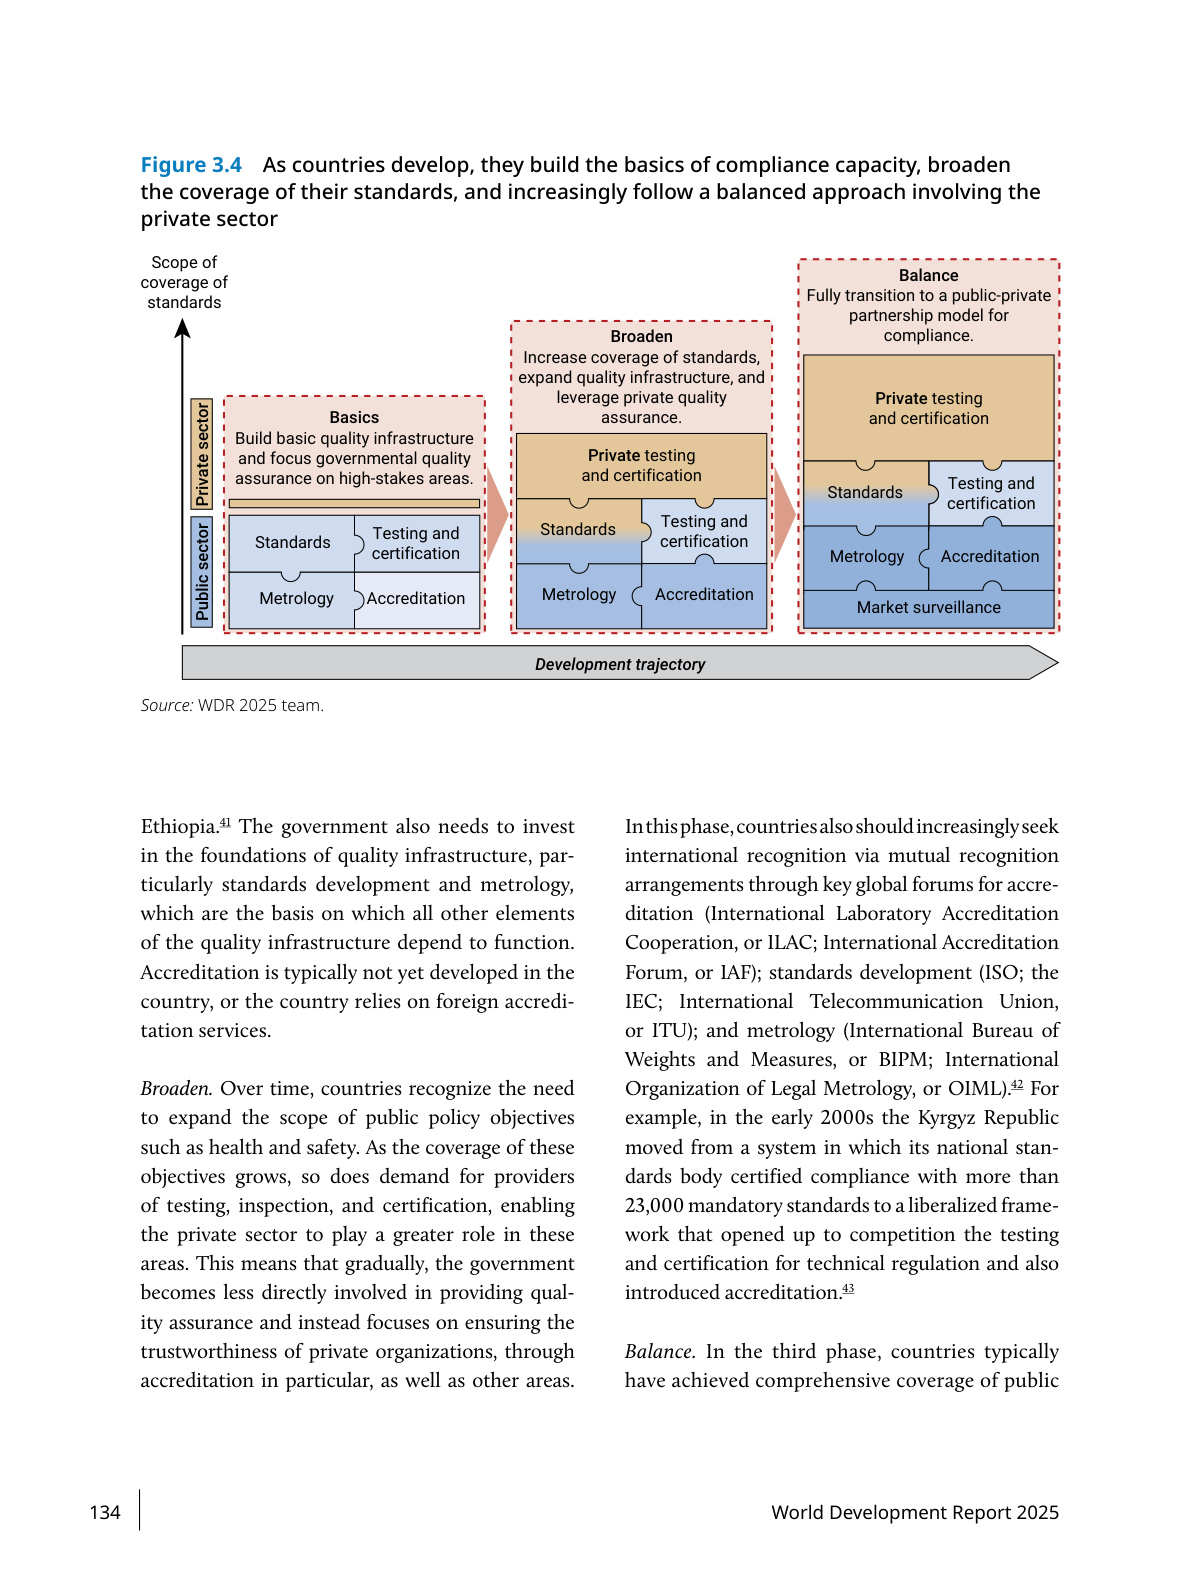 Figure 3.4 As countries develop, they build the basics of compliance capacity, broaden
the coverage of their standards, and increasingly follow a balanced approach involving the
private sector
Scope of
coverage of
standards
Private sector
Public sector
Basics
Build basic quality infrastructure
and focus governmental quality
assurance on high-stakes areas.
Standards
Testing and
certification
Metrology
Accreditation
Broaden
Increase coverage of standards,
expand quality infrastructure, and
leverage private quality
assurance.
Private testing
and certification
Standards
Testing and
certification
Metrology
Accreditation
Balance
Fully transition to a public-private
partnership model for
compliance.
Private testing
and certification
Standards
Testing and
certification
Metrology
Accreditation
Market surveillance
Development trajectory
Source: WDR 2025 team.
Ethiopia.41 The government also needs to invest
in the foundations of quality infrastructure, par-
ticularly standards development and metrology,
which are the basis on which all other elements
of the quality infrastructure depend to function.
Accreditation is typically not yet developed in the
country, or the country relies on foreign accredi-
tation services.
Broaden. Over time, countries recognize the need
to expand the scope of public policy objectives
such as health and safety. As the coverage of these
objectives grows, so does demand for providers
of testing, inspection, and certification, enabling
the private sector to play a greater role in these
areas. This means that gradually, the government
becomes less directly involved in providing qual-
ity assurance and instead focuses on ensuring the
trustworthiness of private organizations, through
accreditation in particular, as well as other areas.
In this phase, countries also should increasingly seek
international recognition via mutual recognition
arrangements through key global forums for accre-
ditation (International Laboratory Accreditation
Cooperation, or ILAC; International Accreditation
Forum, or IAF); standards development (ISO; the
IEC; International Telecommunication Union,
or ITU); and metrology (International Bureau of
Weights and Measures, or BIPM; International
Organization of Legal Metrology, or OIML).42 For
example, in the early 2000s the Kyrgyz Republic
moved from a system in which its national stan-
dards body certified compliance with more than
23,000 mandatory standards to a liberalized frame-
work that opened up to competition the testing
and certification for technical regulation and also
introduced accreditation.43
Balance. In the third phase, countries typically
have achieved comprehensive coverage of public
134
World Development Report 2025